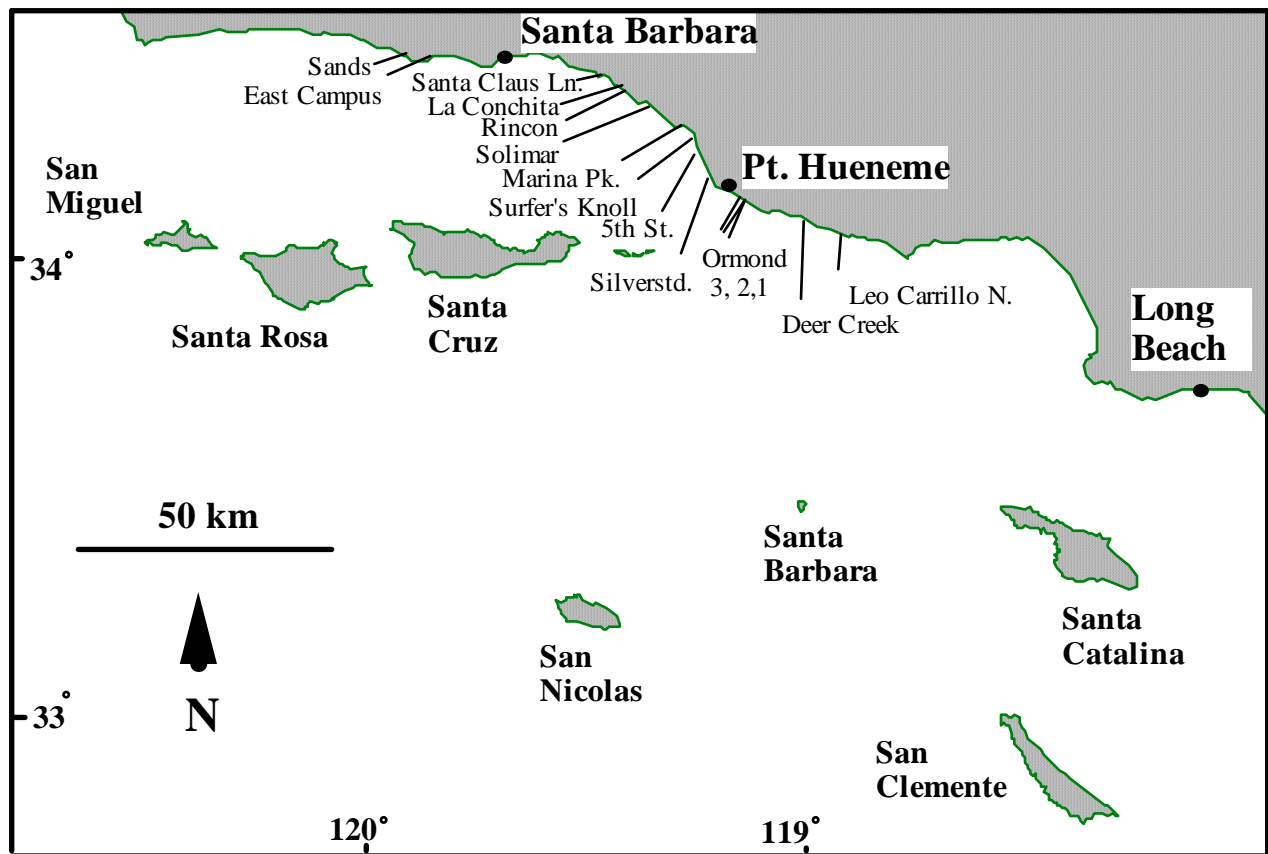 Santa Barbara
Sands
East Campus
Santa Claus Ln.
La Conchita
Rincon
Solimar
Marina Pk.
Surfer's Knoll
5th St.
Silverstd.
Pt. Hueneme
Ormond
3, 2,1
Leo Carrillo N.
Deer Creek
San
Miguel
34°
Santa Rosa
Santa
Cruz
Long
Beach
50 km
N
Santa
Barbara
San
Nicolas
Santa
Catalina
33°
San
Clemente
120°
119°